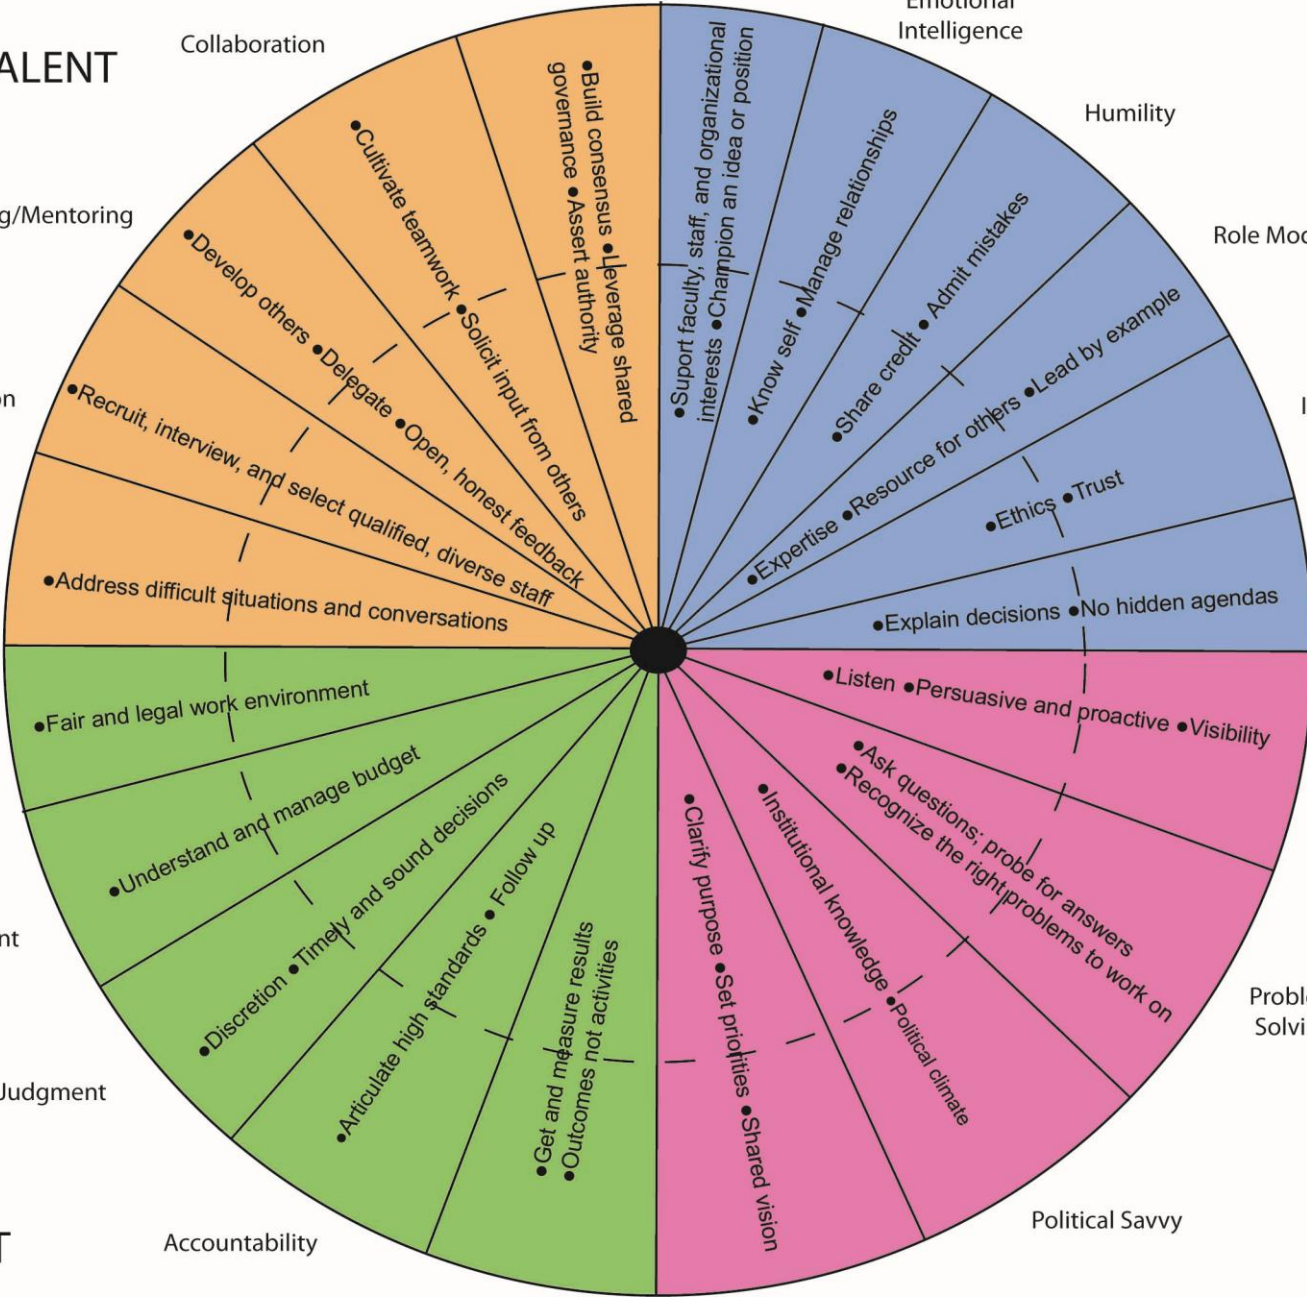 ALENT
Collaboration
Emotional
Intelligence
Humility
g/Mentoring
Role Mod
on
nt
Judgment
Accountability
T
Political Savvy
Proble
Solvi
•Support faculty, staff, and organizational
interests •Champion an idea or position
•Know self •Manage relationships
•Share credit • Admit mistakes
•Expertise •Resource for others •Lead by example
•Ethics •Trust
•Explain decisions •No hidden agendas
•Listen •Persuasive and proactive •Visibility
•Ask questions; probe for answers
•Recognize the right problems to work on
•Institutional knowledge •Political climate
•Clarify purpose •Set priorities •Shared vision
•Get and measure results
•Outcomes not activities
•Articulate high standards • Follow up
•Discretion •Timely and sound decisions
•Understand and manage budget
•Fair and legal work environment
•Address difficult situations and conversations
•Recruit, interview, and select qualified, diverse staff
•Develop others •Delegate •Open, honest feedback
•Cultivate teamwork •Solicit input from others
•Build consensus •Leverage shared
governance •Assert authority